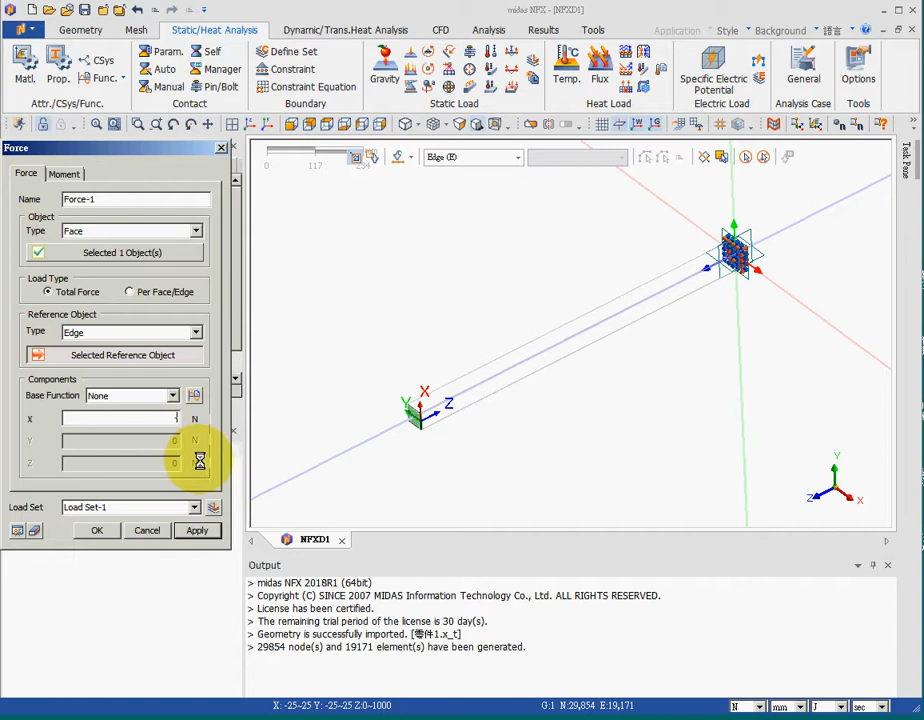 midas NFX - [NFXD1]
Geometry Mesh Static/Heat Analysis Dynamic/Trans.Heat Analysis CFD Analysis Results Tools Application Style Background 語言
Matl. Prop. CSys Func.
Param. Auto Manual Self Manager Pin/Bolt
Define Set Constraint Constraint Equation
Gravity Temp. Flux Specific Electric Potential General Options
Attr./CSys/Func. Contact Boundary Static Load Heat Load Electric Load Analysis Case Tools
Force
Force Moment
Name Force-1
Object
Type Face
Selected 1 Object(s)
Load Type
Total Force Per Face/Edge
Reference Object
Type Edge
Selected Reference Object
Components
Base Function None
X - N
Y 0 N
Z 0
Load Set Load Set-1
OK Cancel Apply
0 117 234
Edge (E)
Task Pane
X
Y Z
Y
Z X
NFXD1
Output
> midas NFX 2018R1 (64bit)
> Copyright (C) SINCE 2007 MIDAS Information Technology Co., Ltd. ALL RIGHTS RESERVED.
> License has been certified.
> The remaining trial period of the license is 30 day(s).
> Geometry is successfully imported. [零件1.x_t]
> 29854 node(s) and 19171 element(s) have been generated.
X: -25~25 Y: -25~25 Z:0~1000 G:1 N:29,854 E:19,171 N mm J sec